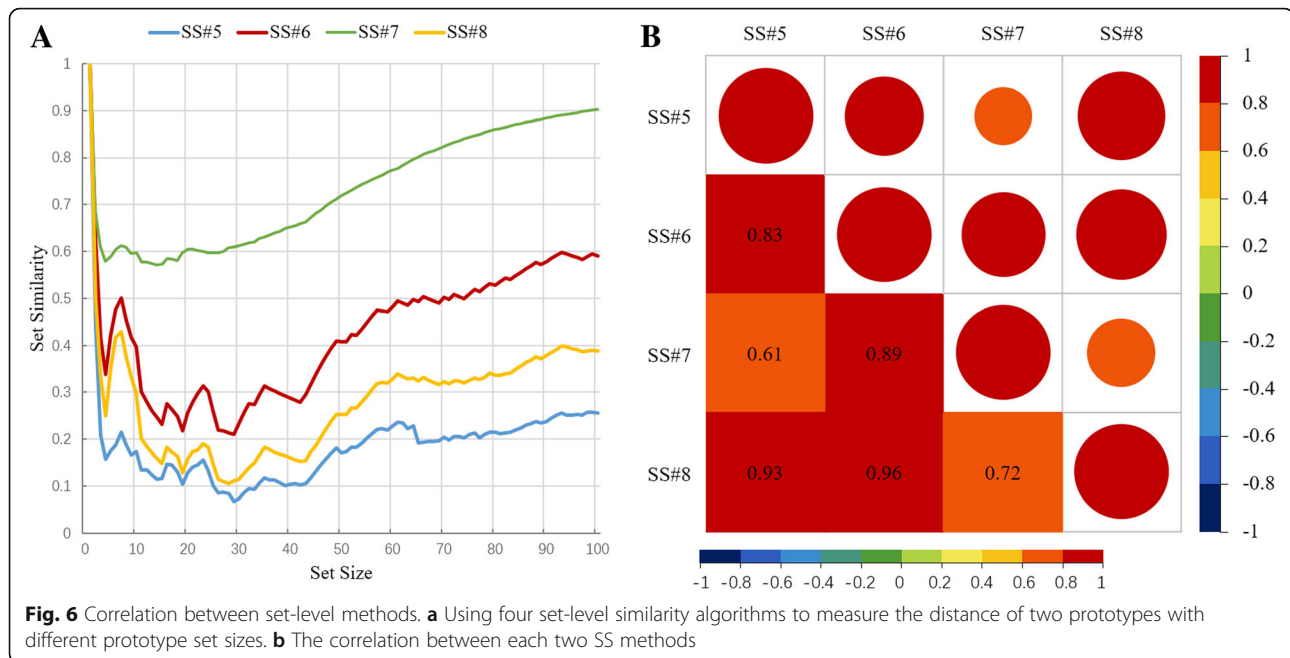 A
SS#5 SS#6 SS#7 SS#8
1
0.9
0.8
0.7
0.6
0.5
0.4
0.3
0.2
0.1
0
Set Similarity
0 10 20 30 40 50 60 70 80 90 100
Set Size
B
SS#5 SS#6 SS#7 SS#8
SS#5
SS#6 0.83
SS#7 0.61 0.89
SS#8 0.93 0.96 0.72
1
0.8
0.6
0.4
0.2
0
-0.2
-0.4
-0.6
-0.8
-1
-1 -0.8 -0.6 -0.4 -0.2 0 0.2 0.4 0.6 0.8 1
Fig. 6 Correlation between set-level methods. a Using four set-level similarity algorithms to measure the distance of two prototypes with
different prototype set sizes. b The correlation between each two SS methods